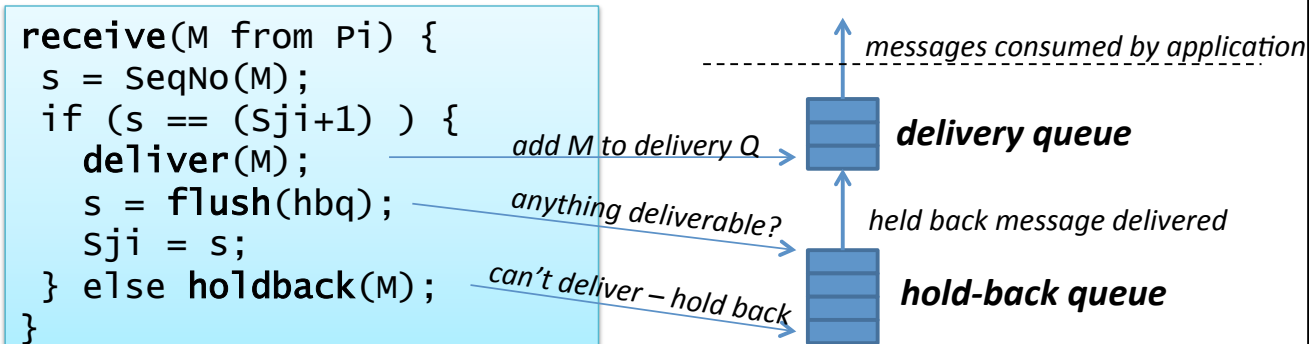 receive(M from Pi) {
s = SeqNo(M);
if (s == (Sji+1) ) {
deliver(M);
s = flush(hbq);
Sji = s;
} else holdback(M);
}
messages consumed by application
add M to delivery Q
delivery queue
anything deliverable?
held back message delivered
can't deliver – hold back
hold-back queue